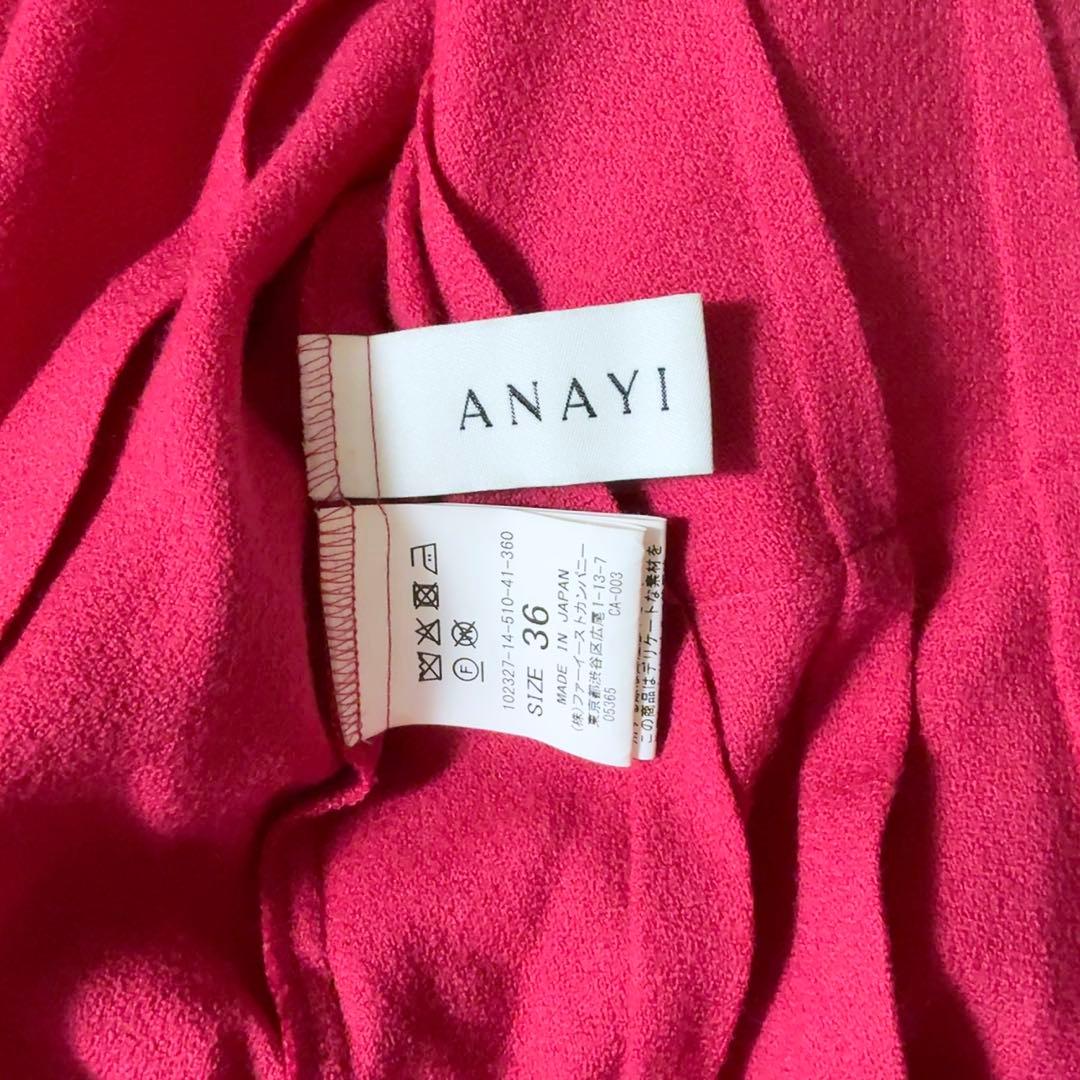 ANAYI
102327-14-510-41-360
SIZE 36
MADE IN JAPAN
(株)ファーイーストカンパニー
東京都渋谷区広尾1-13-7
05365 CA-003
この商品はデリケートな素材を
F
W